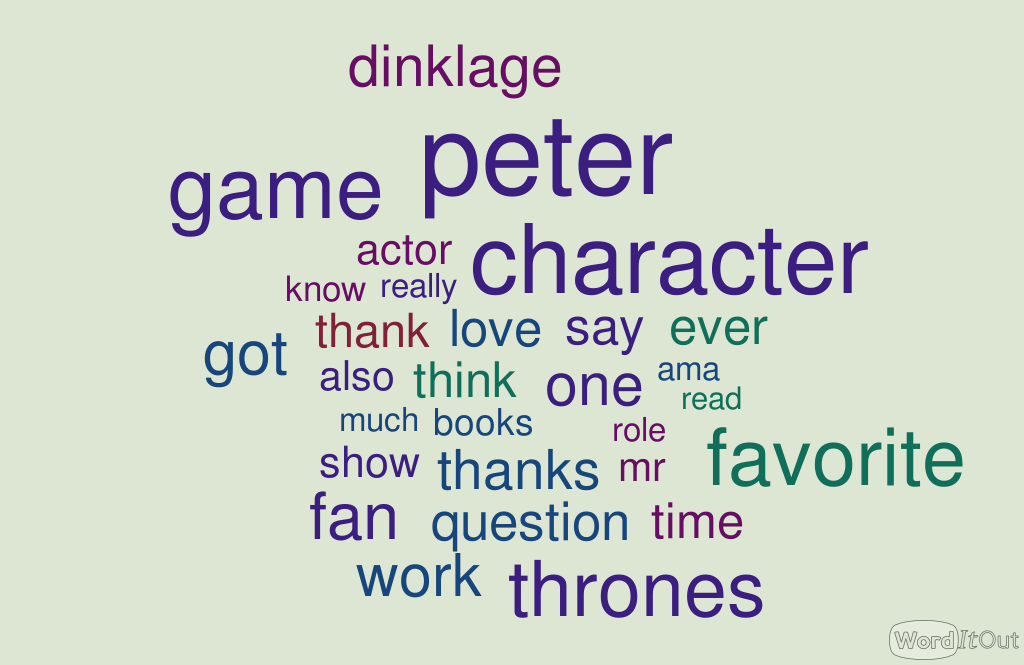 dinklage
peter
game
character
actor
know really
thank love say ever
got
also think one ama
read
much books role
favorite
show thanks mr
fan question time
work thrones
WordItOut